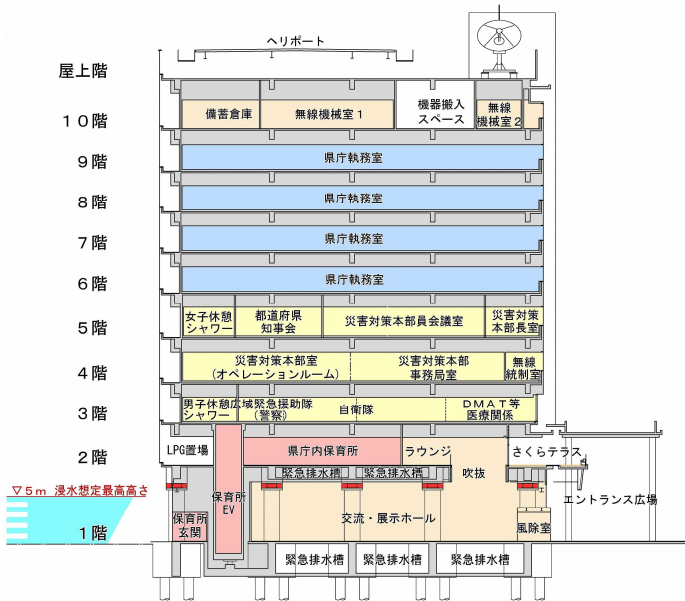 ヘリポート
屋上階
10階
備蓄倉庫
無線機械室1
機器搬入
スペース
無線
機械室2
9階
県庁執務室
8階
県庁執務室
7階
県庁執務室
6階
県庁執務室
5階
女子休憩
シャワー
都道府県
知事会
災害対策本部員会議室
災害対策
本部長室
4階
災害対策本部室
(オペレーションルーム)
災害対策本部
事務局室
無線
統制室
3階
男子休憩
シャワー
広域緊急援助隊
(警察)
自衛隊
DMAT等
医療関係
2階
LPG置場
県庁内保育所
ラウンジ
吹抜
さくらテラス
緊急排水槽
緊急排水槽
▽5m 浸水想定最高高さ
保育所
EV
エントランス広場
1階
保育所
玄関
交流・展示ホール
風除室
緊急排水槽
緊急排水槽
緊急排水槽